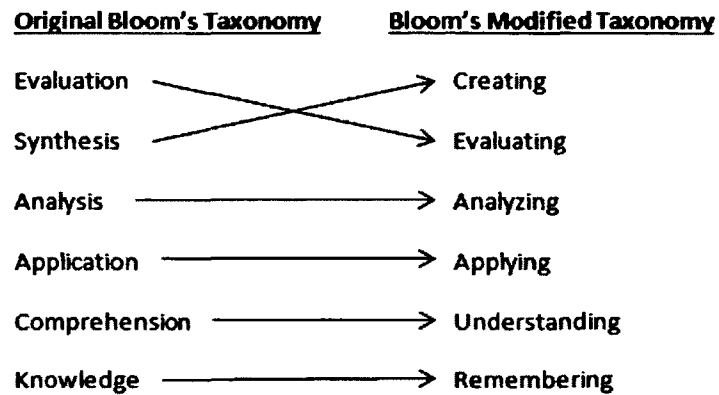 Original Bloom's Taxonomy Bloom's Modified Taxonomy
Evaluation Creating
Synthesis Evaluating
Analysis Analyzing
Application Applying
Comprehension Understanding
Knowledge Remembering